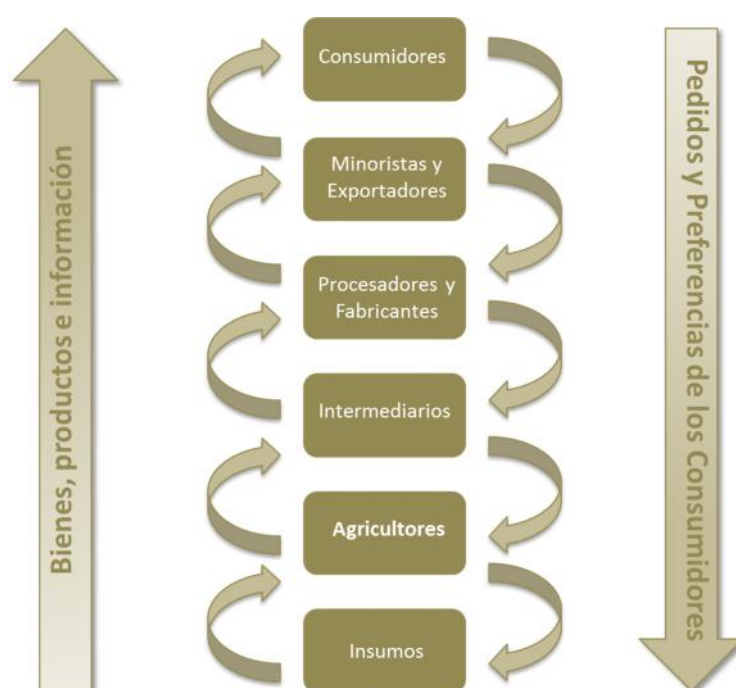 Consumidores
Minoristas y
Exportadores
Procesadores y
Fabricantes
Intermediarios
Agricultores
Insumos
Bienes, productos e información
Pedidos y Preferencias de los Consumidores